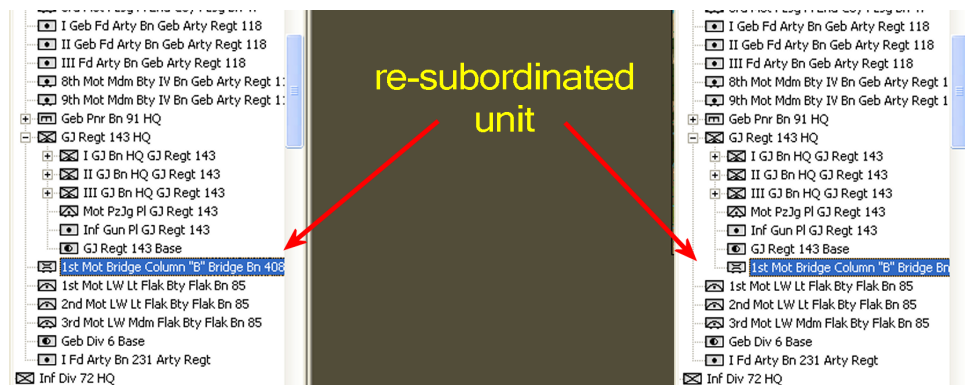 I Geb Fd Arty Bn Geb Arty Regt 118
II Geb Fd Arty Bn Geb Arty Regt 118
III Fd Arty Bn Geb Arty Regt 118
8th Mot Mdm Bty IV Bn Geb Arty Regt 1
9th Mot Mdm Bty IV Bn Geb Arty Regt 1
Geb Pnr Bn 91 HQ
GJ Regt 143 HQ
I GJ Bn HQ GJ Regt 143
II GJ Bn HQ GJ Regt 143
III GJ Bn HQ GJ Regt 143
Mot PzJg Pl GJ Regt 143
Inf Gun Pl GJ Regt 143
GJ Regt 143 Base
1st Mot Bridge Column "B" Bridge Bn 408
1st Mot LW Lt Flak Bty Flak Bn 85
2nd Mot LW Lt Flak Bty Flak Bn 85
3rd Mot LW Mdm Flak Bty Flak Bn 85
Geb Div 6 Base
I Fd Arty Bn 231 Arty Regt
Inf Div 72 HQ
re-subordinated
unit
I Geb Fd Arty Bn Geb Arty Regt 118
II Geb Fd Arty Bn Geb Arty Regt 118
III Fd Arty Bn Geb Arty Regt 118
8th Mot Mdm Bty IV Bn Geb Arty Regt 1
9th Mot Mdm Bty IV Bn Geb Arty Regt 1
Geb Pnr Bn 91 HQ
GJ Regt 143 HQ
I GJ Bn HQ GJ Regt 143
II GJ Bn HQ GJ Regt 143
III GJ Bn HQ GJ Regt 143
Mot PzJg Pl GJ Regt 143
Inf Gun Pl GJ Regt 143
GJ Regt 143 Base
1st Mot Bridge Column "B" Bridge Bn
1st Mot LW Lt Flak Bty Flak Bn 85
2nd Mot LW Lt Flak Bty Flak Bn 85
3rd Mot LW Mdm Flak Bty Flak Bn 85
Geb Div 6 Base
I Fd Arty Bn 231 Arty Regt
Inf Div 72 HQ